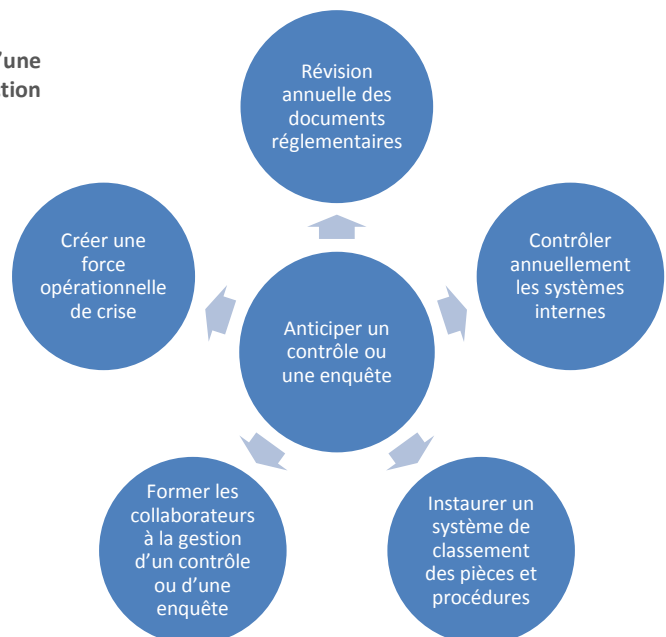 'une
tion
Révision
annuelle des
documents
réglementaires
Créer une
force
opérationnelle
de crise
Contrôler
annuellement
les systèmes
internes
Anticiper un
contrôle ou
une enquête
Former les
collaborateurs
à la gestion
d'un contrôle
ou d'une
enquête
Instaurer un
système de
classement
des pièces et
procédures